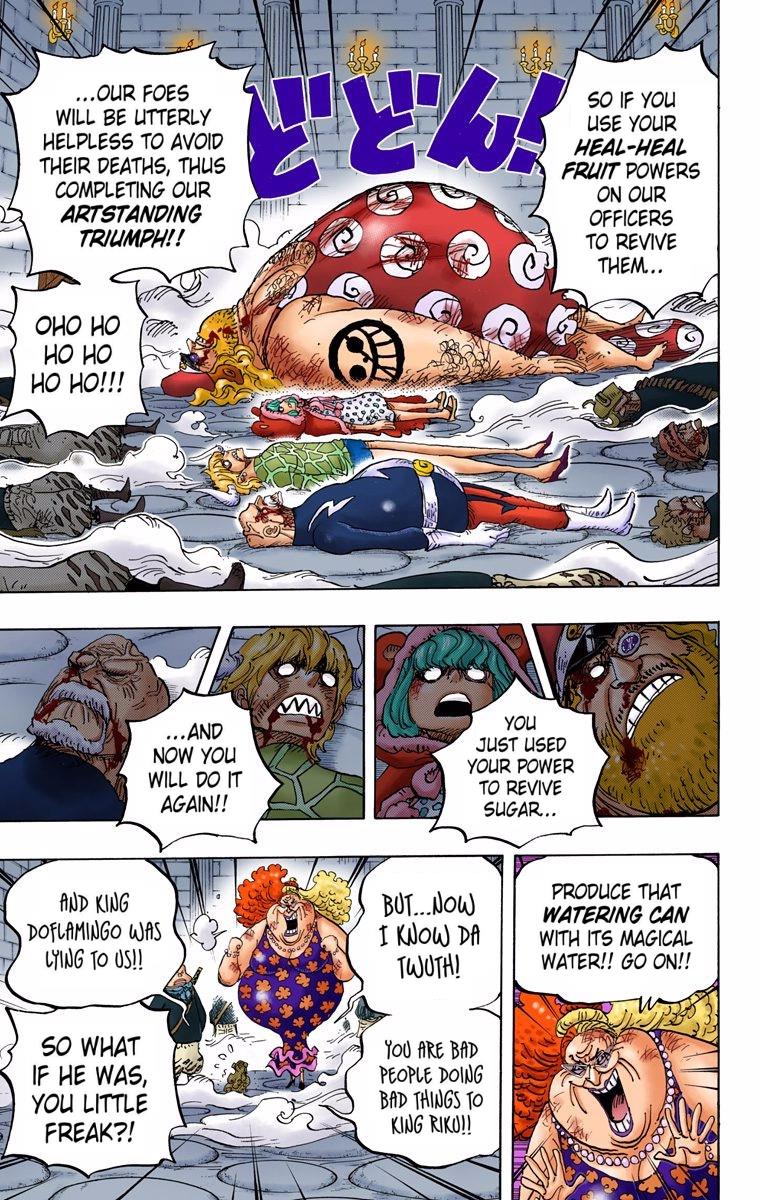 SO IF YOU
USE YOUR
HEAL-HEAL
FRUIT POWERS
ON OUR
OFFICERS
TO REVIVE
THEM...
どどん!
...OUR FOES
WILL BE UTTERLY
HELPLESS TO AVOID
THEIR DEATHS, THUS
COMPLETING OUR
ARTSTANDING
TRIUMPH!!
OHO HO
HO HO
HO HO!!!
YOU
JUST USED
YOUR POWER
TO REVIVE
SUGAR...
...AND
NOW YOU
WILL DO IT
AGAIN!!
PRODUCE THAT
WATERING CAN
WITH ITS MAGICAL
WATER!! GO ON!!
BUT...NOW
I KNOW DA
TWUTH!
YOU ARE BAD
PEOPLE DOING
BAD THINGS TO
KING RIKU!!
AND KING
DOFLAMINGO WAS
LYING TO US!!
SO WHAT
IF HE WAS,
YOU LITTLE
FREAK?!